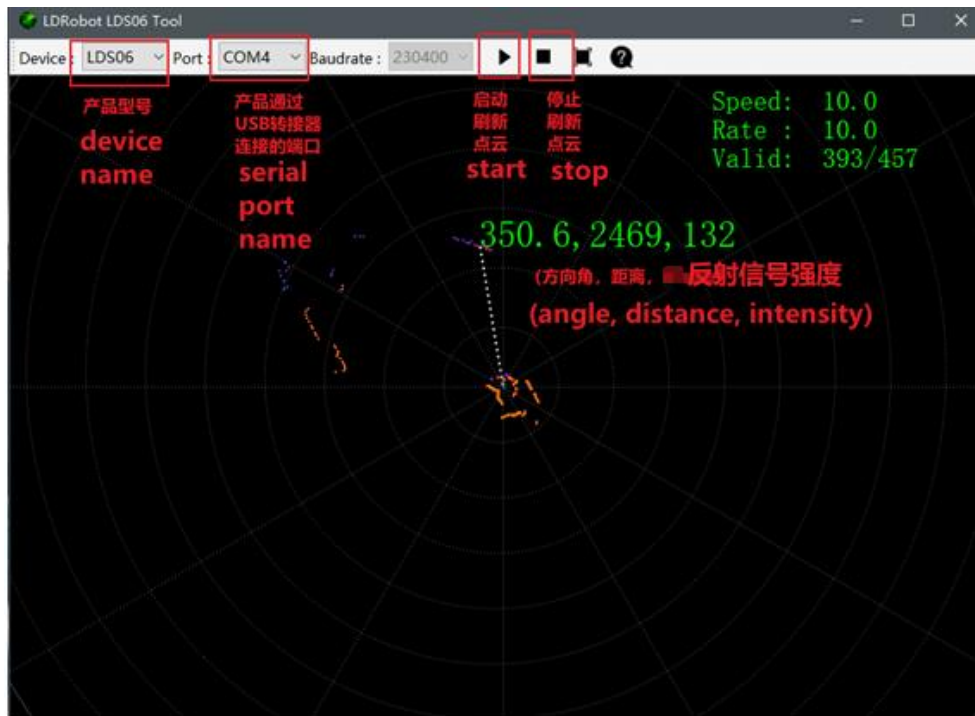 LDRobot LDS06 Tool
Device : LDS06 Port : COM4 Baudrate : 230400
产品型号
device
name
产品通过
USB转接器
连接的端口
serial
port
name
启动
刷新
点云
start
停止
刷新
点云
stop
Speed: 10.0
Rate : 10.0
Valid: 393/457
350.6,2469,132
(方向角, 距离, 反射信号强度
(angle, distance, intensity)